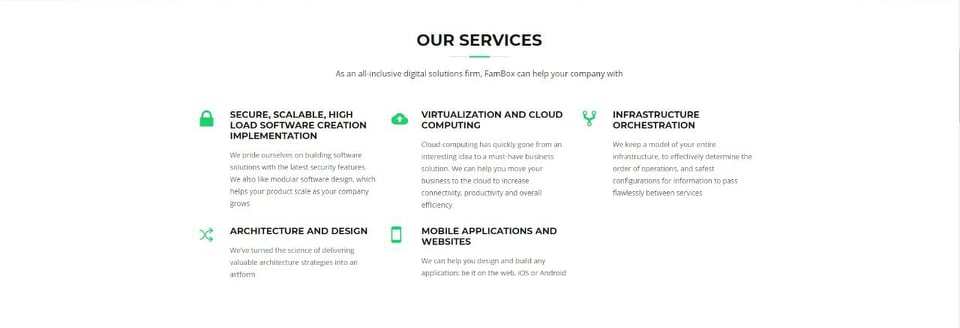 OUR SERVICES
As an all-inclusive digital solutions firm, FamBox can help your company with
SECURE, SCALABLE, HIGH
LOAD SOFTWARE CREATION
IMPLEMENTATION
We pride ourselves on building software
solutions with the latest security features.
We also like modular software design, which
helps your product scale as your company
grows
VIRTUALIZATION AND CLOUD
COMPUTING
Cloud computing has quickly gone from an
interesting idea to a must-have business
solution. We can help you move your
business to the cloud to increase
connectivity, productivity and overall
efficiency.
INFRASTRUCTURE
ORCHESTRATION
We keep a model of your entire
infrastructure, to effectively determine the
order of operations, and safest
configurations for information to pass
flawlessly between services
ARCHITECTURE AND DESIGN
We've turned the science of delivering
valuable architecture strategies into an
artform
MOBILE APPLICATIONS AND
WEBSITES
We can help you design and build any
application; be it on the web, iOS or Android